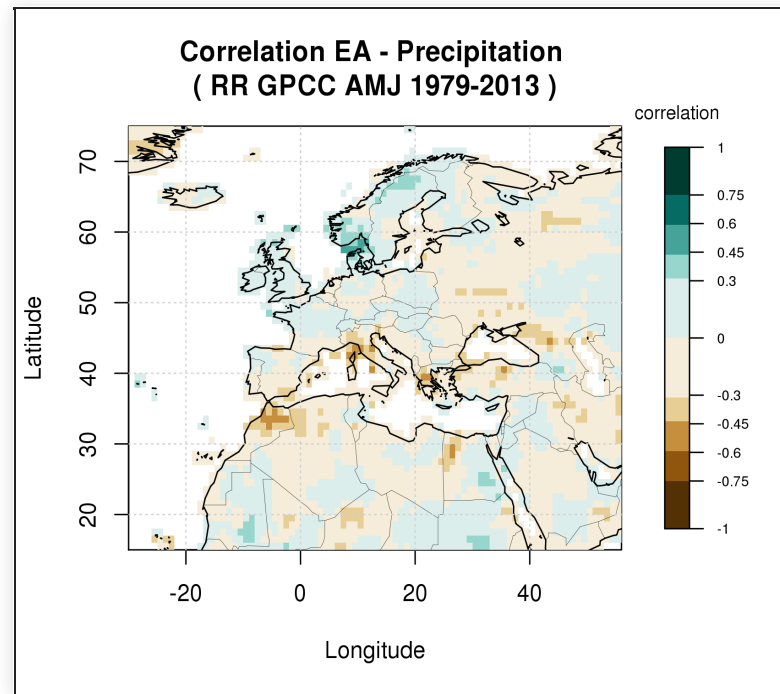 Correlation EA - Precipitation
( RR GPCC AMJ 1979-2013 )
correlation
1
0.75
0.6
0.45
0.3
0
-0.3
-0.45
-0.6
-0.75
-1
Latitude
70
60
50
40
30
20
-20 0 20 40
Longitude